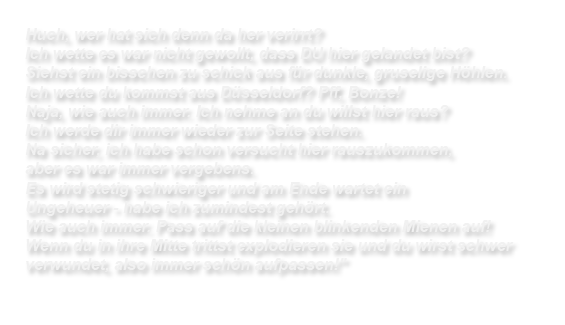 Huch, wer hat sich denn da her verirrt?
Ich wette es war nicht gewollt, dass DU hier gelandet bist?
Siehst ein bisschen zu schick aus für dunkle, gruselige Höhlen.
Ich wette du kommst aus Düsseldorf? Pff. Bonze!
Naja, wie auch immer. Ich nehme an du willst hier raus?
Ich werde dir immer wieder zur Seite stehen.
Na sicher, ich habe schon versucht hier rauszukommen,
aber es war immer vergebens.
Es wird stetig schwieriger und am Ende wartet ein
Ungeheuer - habe ich zumindest gehört.
Wie auch immer. Pass auf die kleinen blinkenden Mienen auf!
Wenn du in ihre Mitte trittst explodieren sie und du wirst schwer
verwundet, also immer schön aufpassen!"